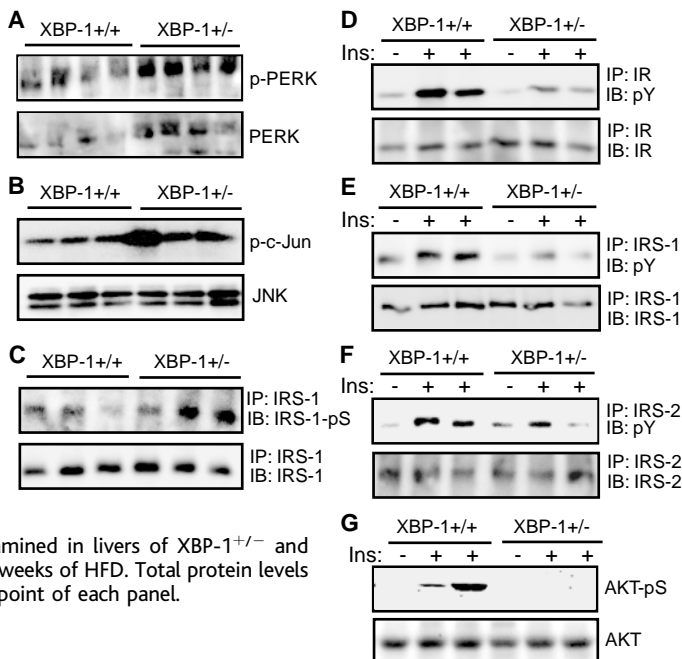 A
XBP-1+/+ XBP-1+/-
p-PERK
PERK
B
XBP-1+/+ XBP-1+/-
p-c-Jun
JNK
C
XBP-1+/+ XBP-1+/-
IP: IRS-1
IB: IRS-1-pS
IP: IRS-1
IB: IRS-1
amined in livers of XBP-1+/− and
weeks of HFD. Total protein levels
point of each panel.
D
XBP-1+/+ XBP-1+/-
Ins: - + + - + +
IP: IR
IB: pY
IP: IR
IB: IR
E
XBP-1+/+ XBP-1+/-
Ins: - + + - + +
IP: IRS-1
IB: pY
IP: IRS-1
IB: IRS-1
F
XBP-1+/+ XBP-1+/-
Ins: - + + - + +
IP: IRS-2
IB: pY
IP: IRS-2
IB: IRS-2
G
XBP-1+/+ XBP-1+/-
Ins: - + + - + +
AKT-pS
AKT